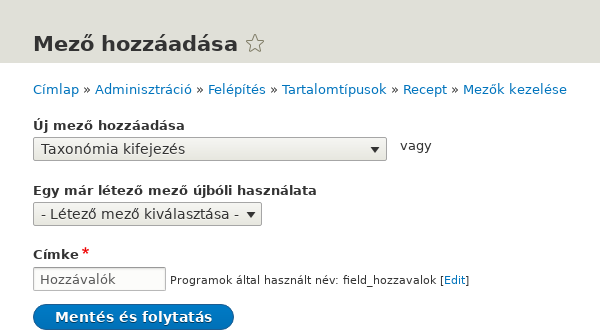 Mező hozzáadása
Címlap » Adminisztráció » Felépítés » Tartalomtípusok » Recept » Mezők kezelése
Új mező hozzáadása
Taxonómia kifejezés vagy
Egy már létező mező újbóli használata
- Létező mező kiválasztása -
Címke *
Hozzávalók Programok által használt név: field_hozzavalok [Edit]
Mentés és folytatás